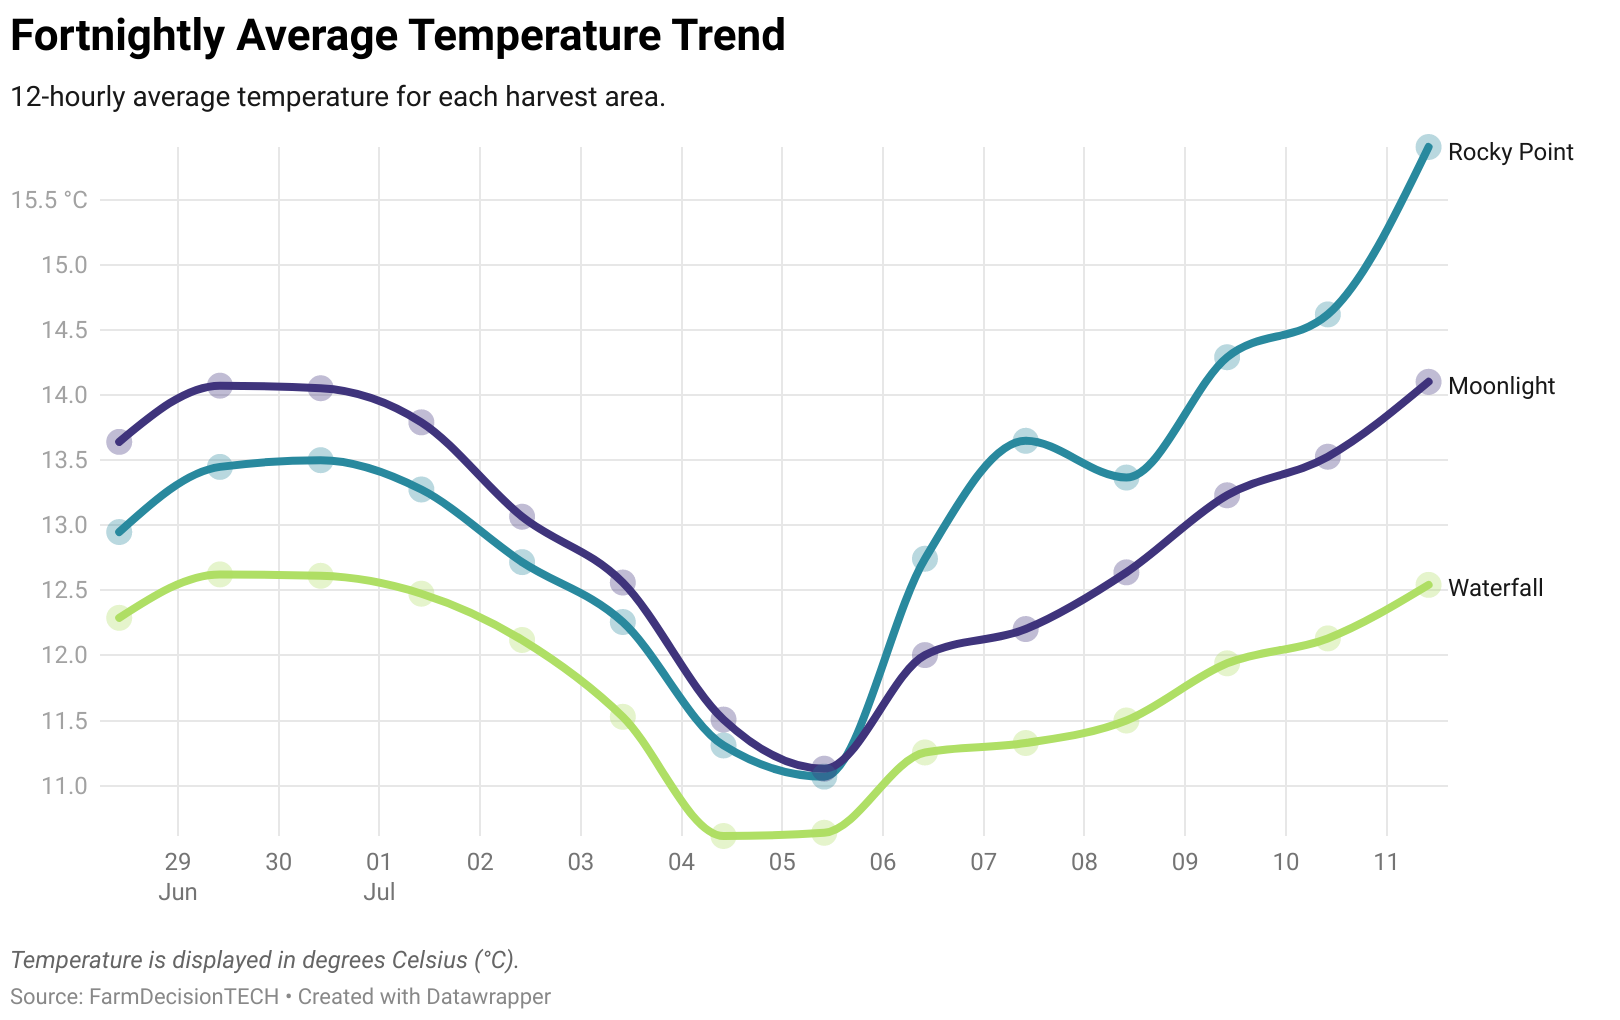 Fortnightly Average Temperature Trend
12-hourly average temperature for each harvest area.
Rocky Point
15.5 °C
15.0
14.5
14.0
Moonlight
13.5
13.0
12.5
Waterfall
12.0
11.5
11.0
29 30 01 02 03 04 05 06 07 08 09 10 11
Jun Jul
Temperature is displayed in degrees Celsius (°C).
Source: FarmDecisionTECH • Created with Datawrapper